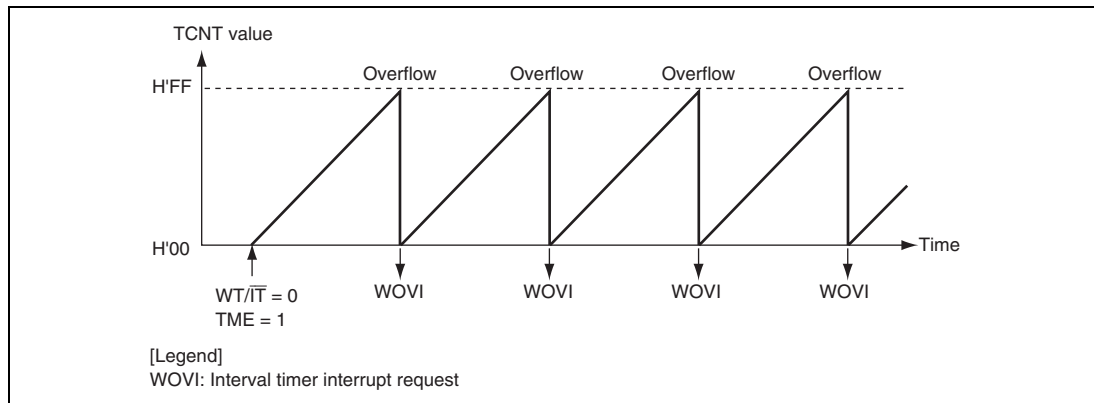 TCNT value
H'FF
Overflow Overflow Overflow Overflow
H'00
Time
WT/I̅T̅ = 0
TME = 1
WOVI WOVI WOVI WOVI
[Legend]
WOVI: Interval timer interrupt request